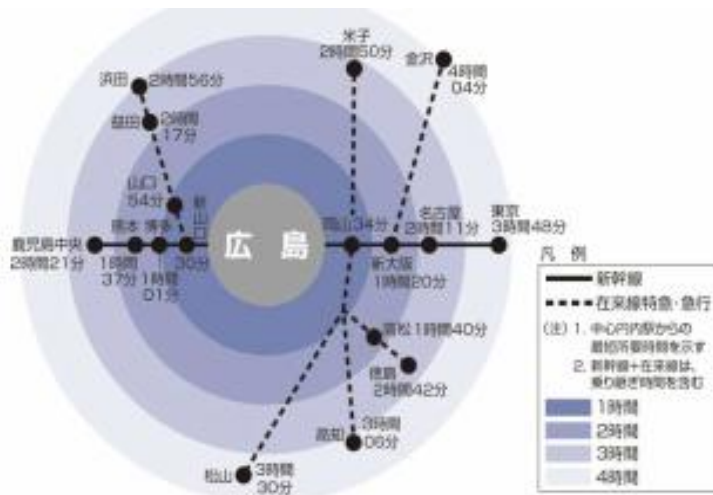 米子
2時間50分
金沢
4時間
04分
浜田
2時間56分
益田
2時間
17分
山口
54分
新山口
30分
広島
岡山34分
名古屋
2時間11分
東京
3時間48分
鹿児島中央
2時間21分
熊本
1時間
37分
博多
1時間
01分
新大阪
1時間20分
高松1時間40分
徳島
2時間42分
高知
3時間
06分
松山
3時間
30分
凡 例
新幹線
在来線特急・急行
(注) 1. 中心円内駅からの
最短所要時間を示す
2. 新幹線+在来線は、
乗り継ぎ時間を含む
1時間
2時間
3時間
4時間